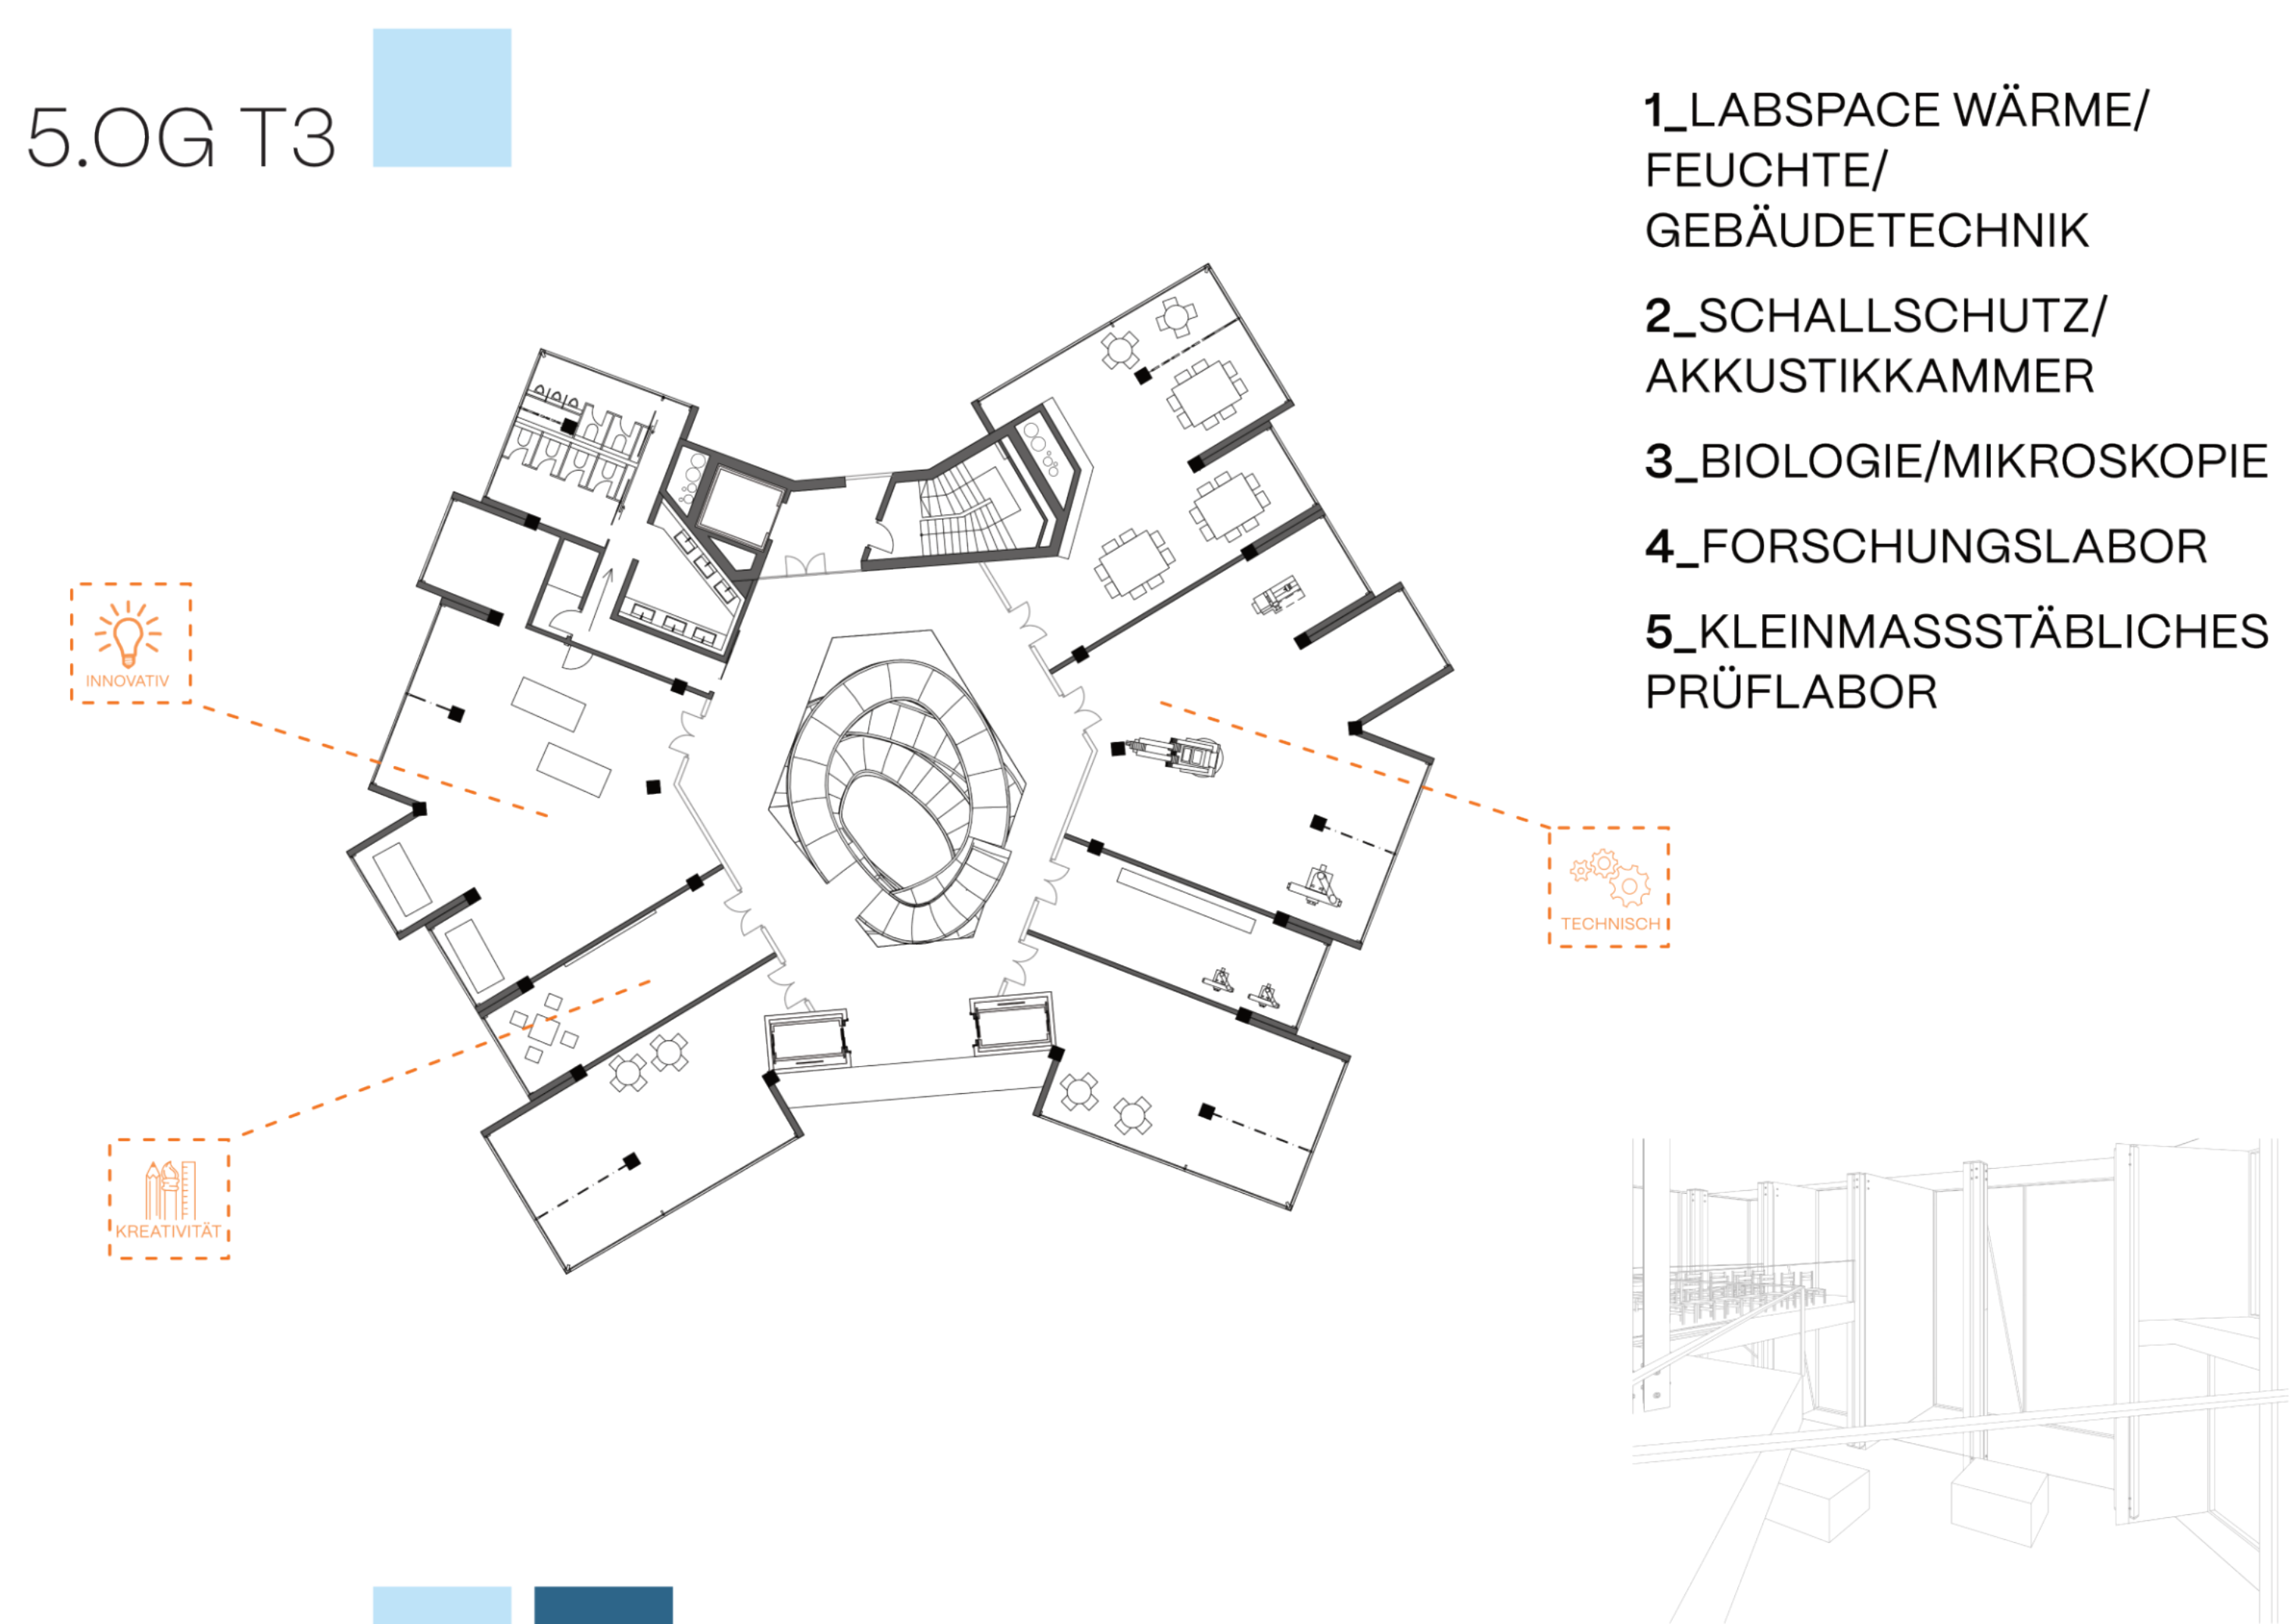 5.OG T3
1_LABSPACE WÄRME/
FEUCHTE/
GEBÄUDETECHNIK
2_SCHALLSCHUTZ/
AKKUSTIKKAMMER
3_BIOLOGIE/MIKROSKOPIE
4_FORSCHUNGSLABOR
5_KLEINMASSSTÄBLICHES
PRÜFLABOR
INNOVATIV
TECHNISCH
KREATIVITÄT